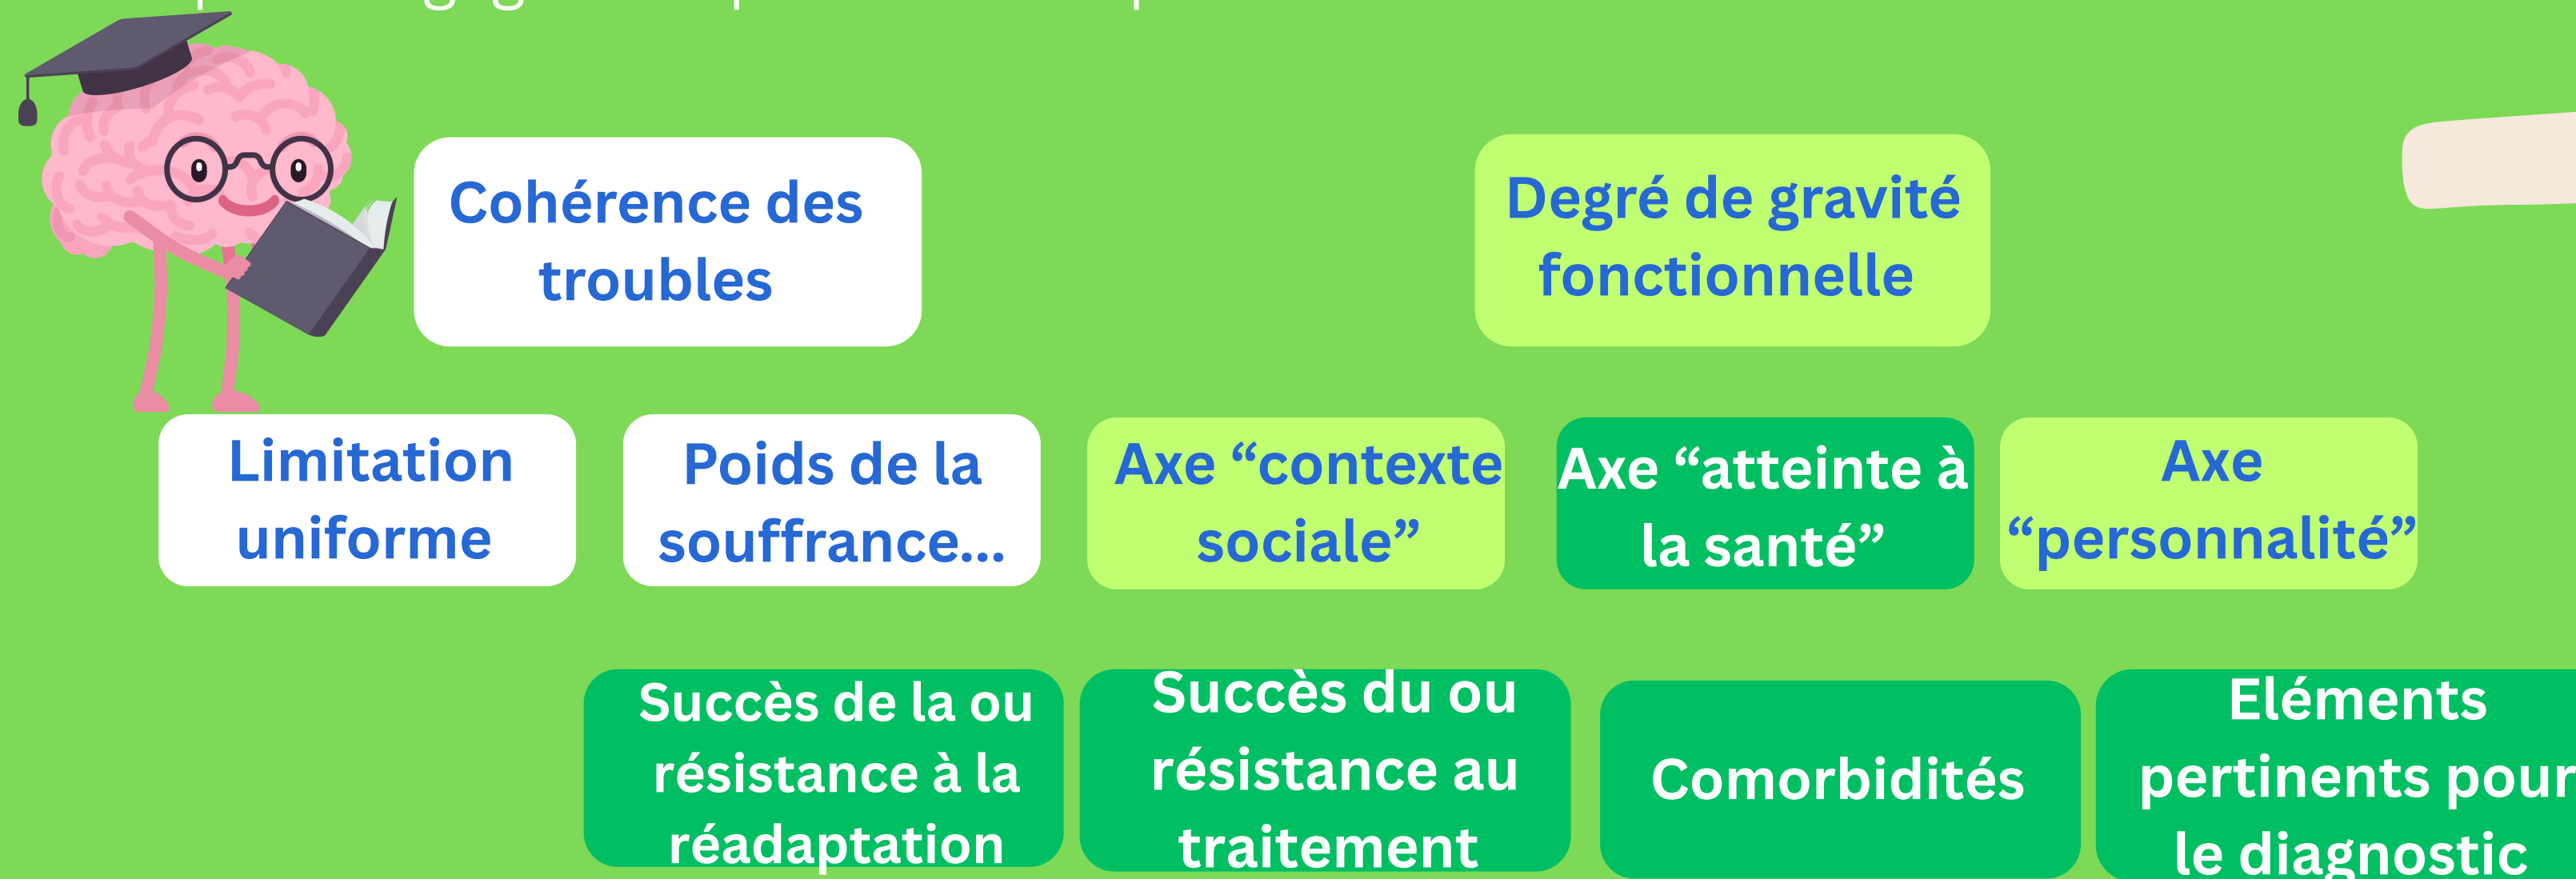 Cohérence des
troubles
Degré de gravité
fonctionnelle
Limitation
uniforme
Poids de la
souffrance...
Axe “contexte
sociale”
Axe “atteinte à
la santé”
Axe
“personnalité”
Succès de la ou
résistance à la
réadaptation
Succès du ou
résistance au
traitement
Comorbidités
Eléments
pertinents pour
le diagnostic